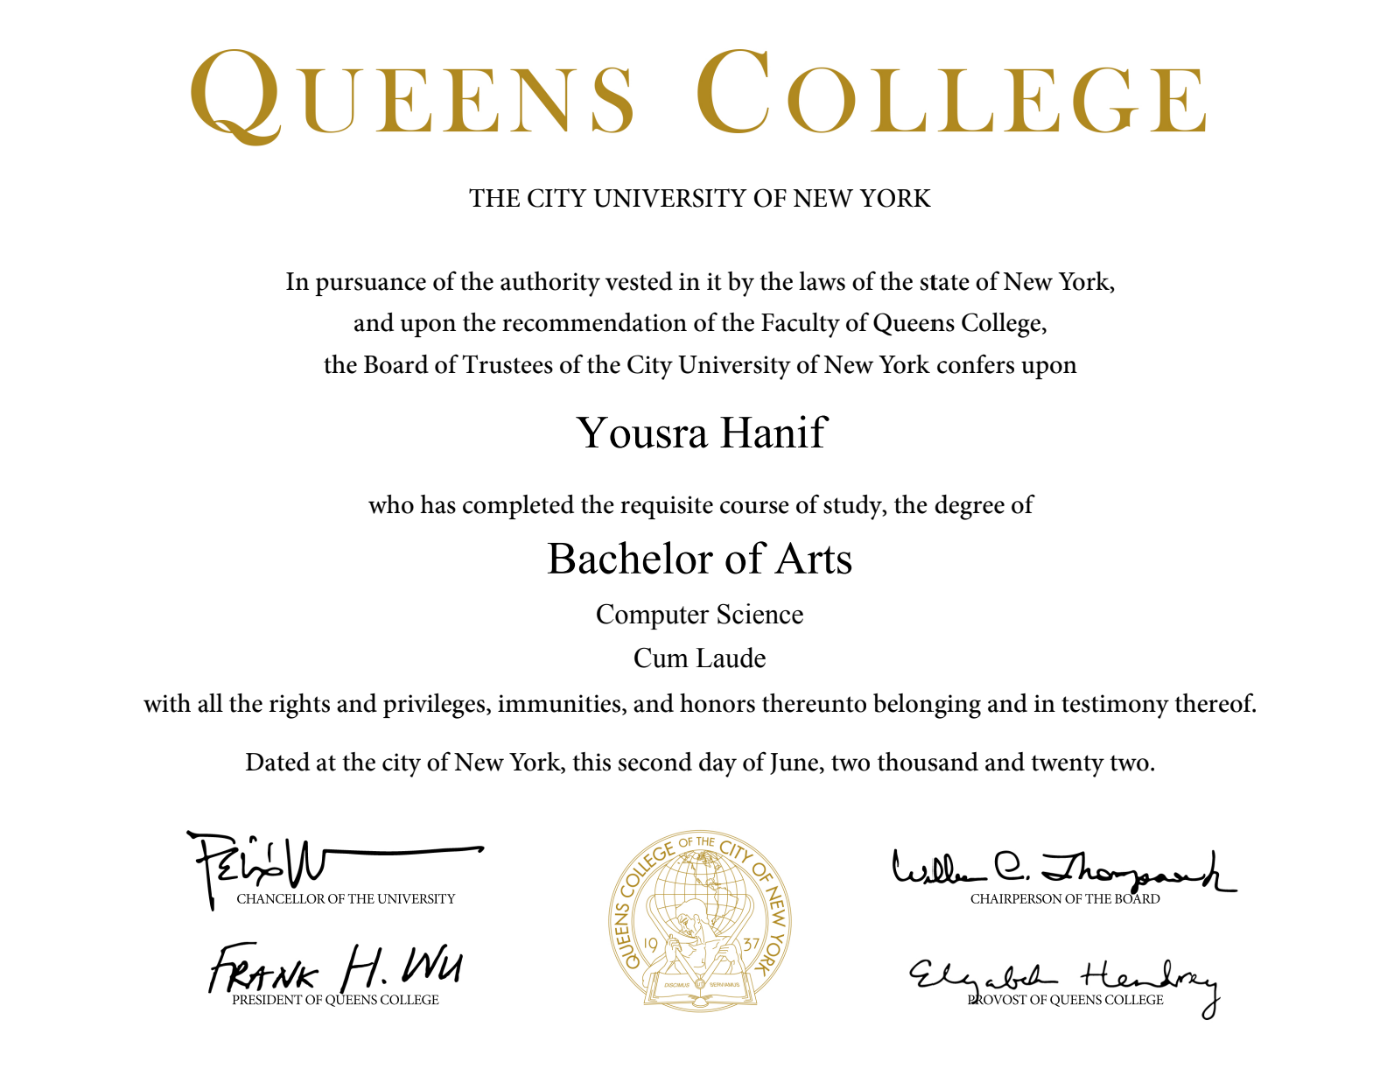 QUEENS COLLEGE
THE CITY UNIVERSITY OF NEW YORK
In pursuance of the authority vested in it by the laws of the state of New York,
and upon the recommendation of the Faculty of Queens College,
the Board of Trustees of the City University of New York confers upon
Yousra Hanif
who has completed the requisite course of study, the degree of
Bachelor of Arts
Computer Science
Cum Laude
with all the rights and privileges, immunities, and honors thereunto belonging and in testimony thereof.
Dated at the city of New York, this second day of June, two thousand and twenty two.
CHANCELLOR OF THE UNIVERSITY
William C. Thompson
CHAIRPERSON OF THE BOARD
QUEENS COLLEGE OF THE CITY OF NEW YORK
1937
DISCIMUS UT SERVIAMUS
FRANK H. WU
PRESIDENT OF QUEENS COLLEGE
Elizabeth Hendrey
PROVOST OF QUEENS COLLEGE